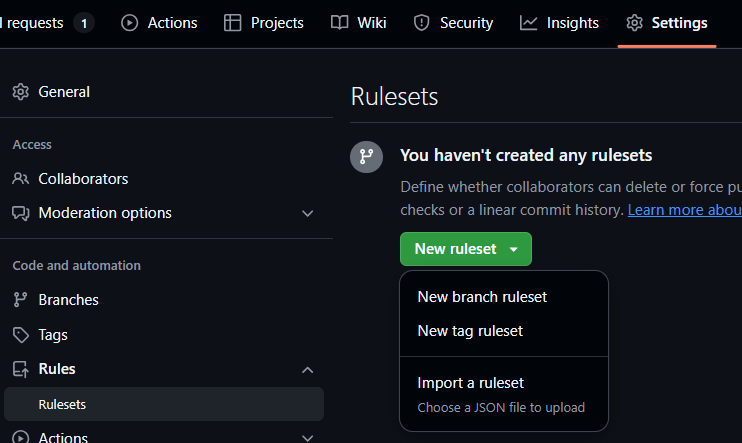 requests 1 Actions Projects Wiki Security Insights Settings
General
Access
Collaborators
Moderation options
Code and automation
Branches
Tags
Rules
Rulesets
Actions
Rulesets
You haven't created any rulesets
Define whether collaborators can delete or force
checks or a linear commit history. Learn more
New ruleset
New branch ruleset
New tag ruleset
Import a ruleset
Choose a JSON file to upload